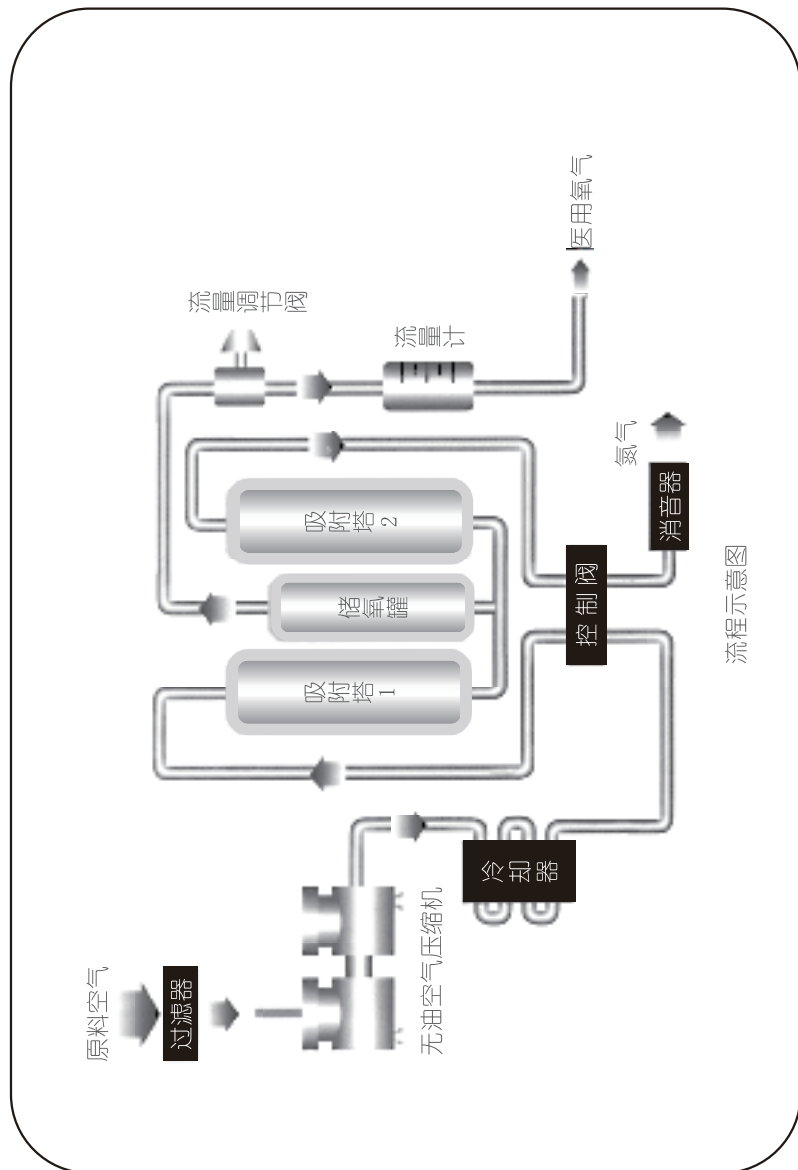 原料空气
过滤器
无油空气压缩机
冷却器
控制阀
吸附塔1
储氧罐
吸附塔2
流量调节阀
流量计
医用氧气
氮气
消音器
流程示意图